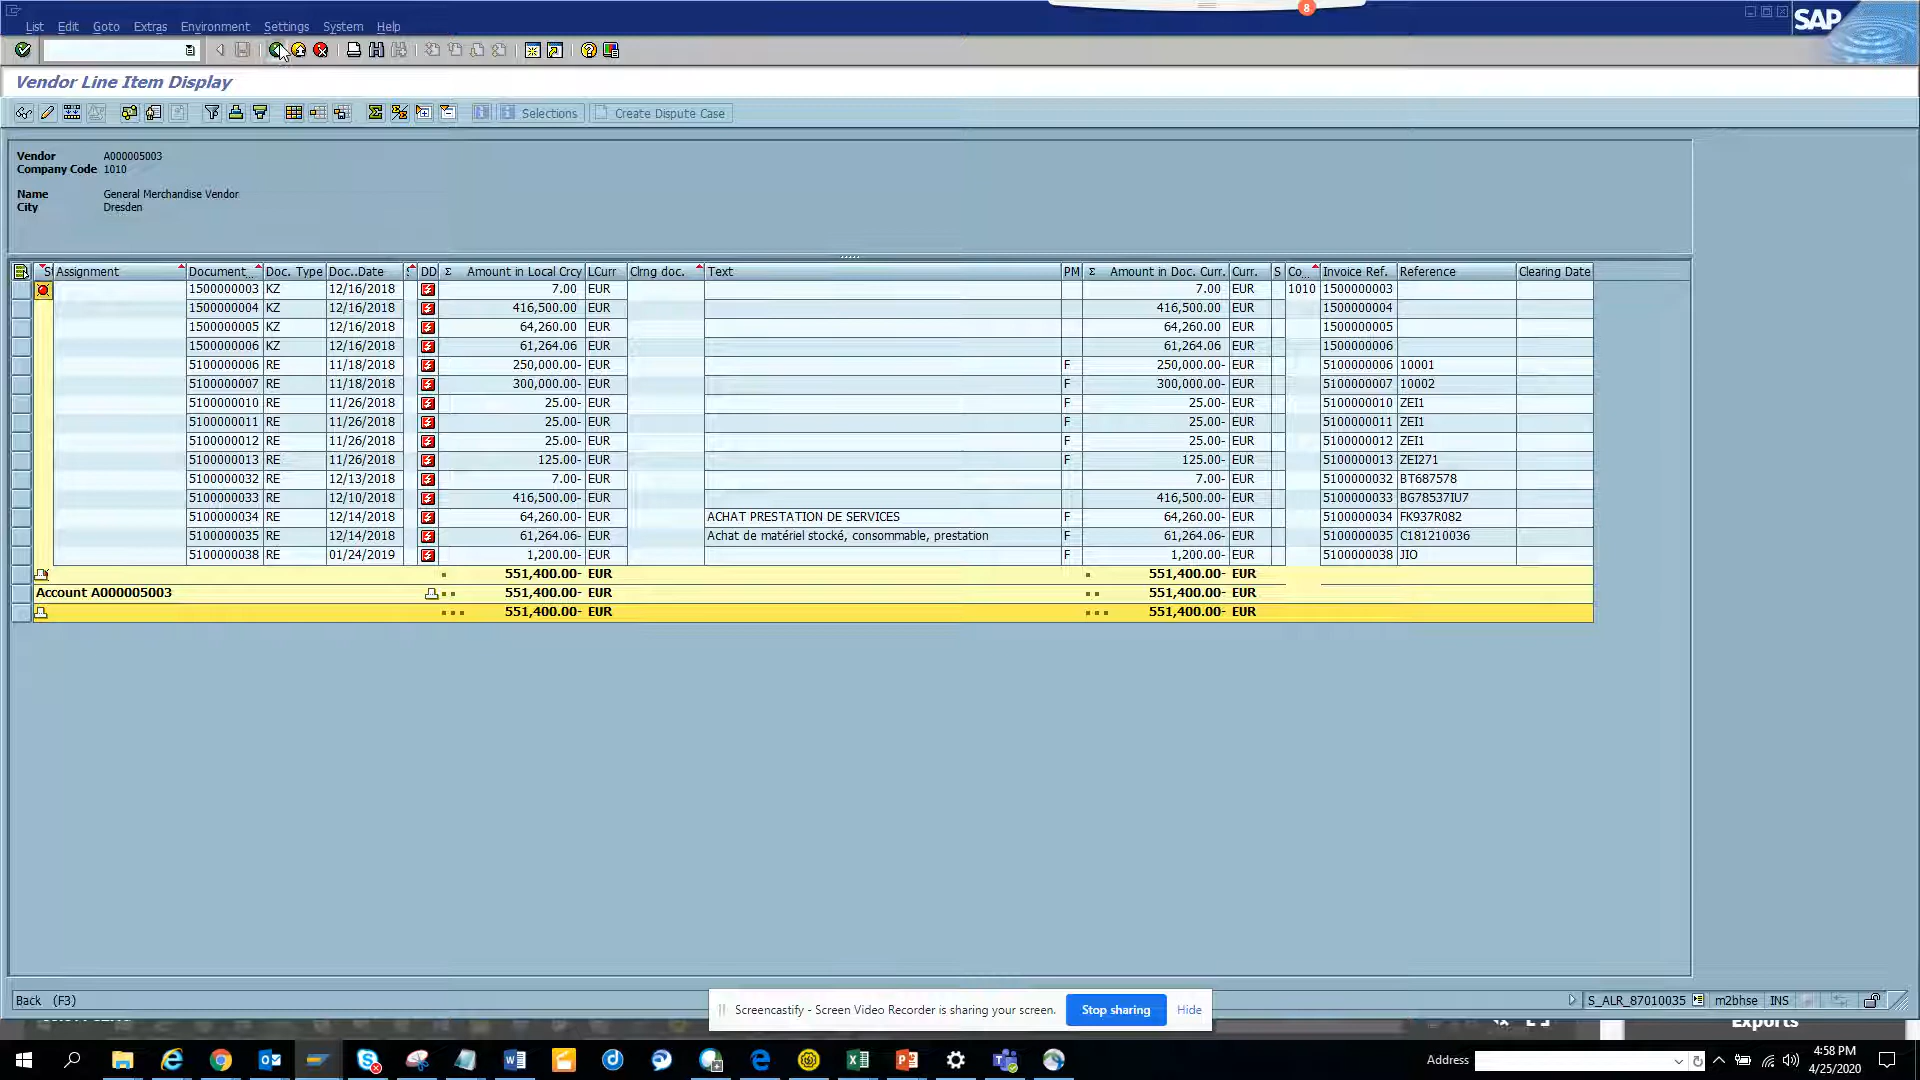 8
List Edit Goto Extras Environment Settings System Help
SAP
Vendor Line Item Display
Selections Create Dispute Case
Vendor A000005003
Company Code 1010
Name General Merchandise Vendor
City Dresden
St Assignment Document Doc. Type Doc..Date DD Σ Amount in Local Crcy LCurr Clrng doc. Text PM Σ Amount in Doc. Curr. Curr. S Co... Invoice Ref. Reference Clearing Date
1500000003 KZ 12/16/2018 7.00 EUR 7.00 EUR 1010 1500000003
1500000004 KZ 12/16/2018 416,500.00 EUR 416,500.00 EUR 1500000004
1500000005 KZ 12/16/2018 64,260.00 EUR 64,260.00 EUR 1500000005
1500000006 KZ 12/16/2018 61,264.06 EUR 61,264.06 EUR 1500000006
5100000006 RE 11/18/2018 250,000.00- EUR F 250,000.00- EUR 5100000006 10001
5100000007 RE 11/18/2018 300,000.00- EUR F 300,000.00- EUR 5100000007 10002
5100000010 RE 11/26/2018 25.00- EUR F 25.00- EUR 5100000010 ZEI1
5100000011 RE 11/26/2018 25.00- EUR F 25.00- EUR 5100000011 ZEI1
5100000012 RE 11/26/2018 25.00- EUR F 25.00- EUR 5100000012 ZEI1
5100000013 RE 11/26/2018 125.00- EUR F 125.00- EUR 5100000013 ZEI271
5100000032 RE 12/13/2018 7.00- EUR 7.00- EUR 5100000032 BT687578
5100000033 RE 12/10/2018 416,500.00- EUR 416,500.00- EUR 5100000033 BG78537IU7
5100000034 RE 12/14/2018 64,260.00- EUR ACHAT PRESTATION DE SERVICES F 64,260.00- EUR 5100000034 FK937R082
5100000035 RE 12/14/2018 61,264.06- EUR Achat de matériel stocké, consommable, prestation F 61,264.06- EUR 5100000035 C181210036
5100000038 RE 01/24/2019 1,200.00- EUR F 1,200.00- EUR 5100000038 JIO
551,400.00- EUR 551,400.00- EUR
Account A000005003 551,400.00- EUR 551,400.00- EUR
551,400.00- EUR 551,400.00- EUR
Back (F3)
S_ALR_87010035 m2bhse INS
Screencastify - Screen Video Recorder is sharing your screen. Stop sharing Hide
Exports
Address
4:58 PM
4/25/2020